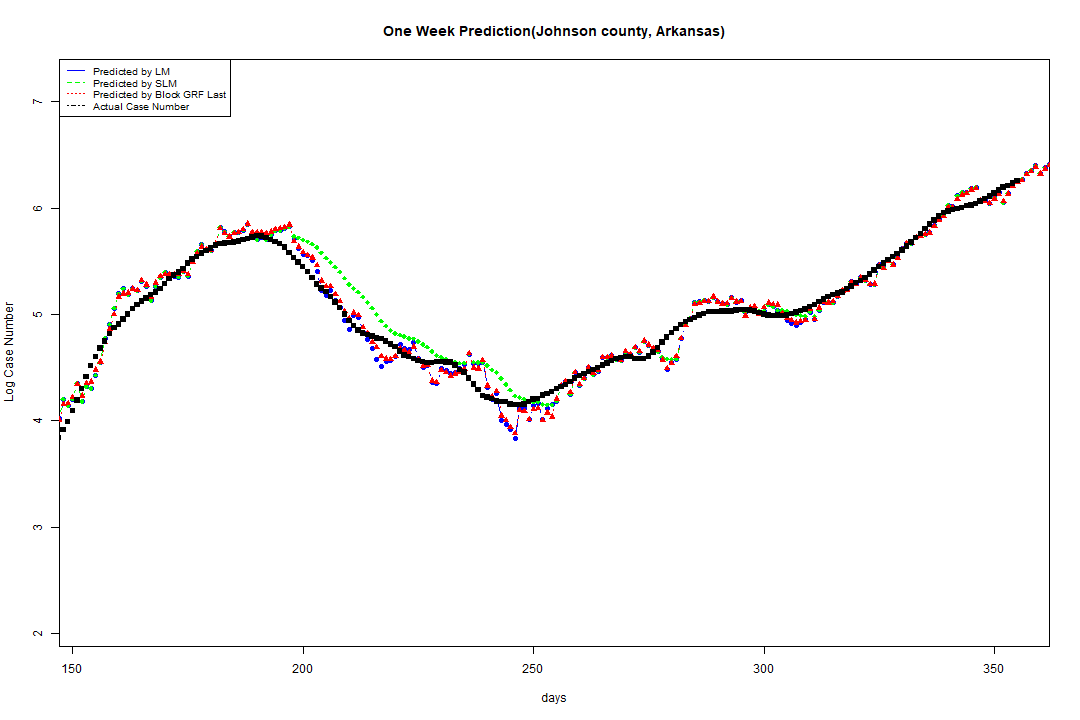 One Week Prediction(Johnson county, Arkansas)
Predicted by LM
Predicted by SLM
Predicted by Block GRF Last
Actual Case Number
7
6
5
4
3
2
Log Case Number
150 200 250 300 350
days